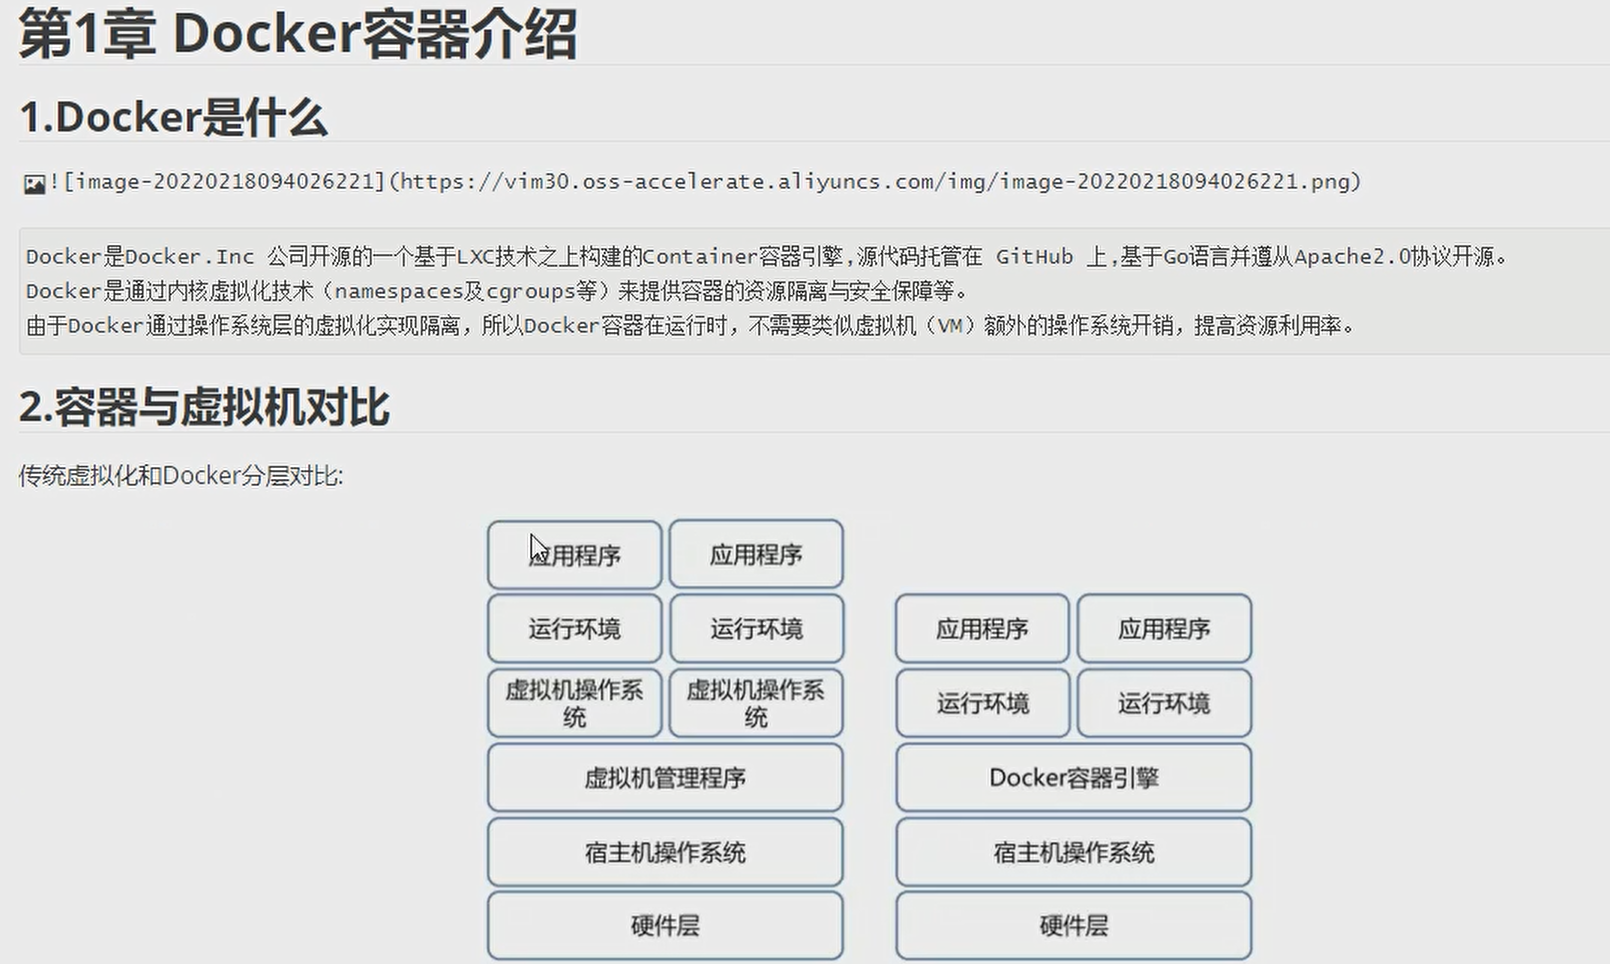 第1章 Docker容器介绍
1.Docker是什么
![image-20220218094026221](https://vim30.oss-accelerate.aliyuncs.com/img/image-20220218094026221.png)
Docker是Docker.Inc 公司开源的一个基于LXC技术之上构建的Container容器引擎,源代码托管在 GitHub 上,基于Go语言并遵从Apache2.0协议开源。
Docker是通过内核虚拟化技术（namespaces及cgroups等）来提供容器的资源隔离与安全保障等。
由于Docker通过操作系统层的虚拟化实现隔离，所以Docker容器在运行时，不需要类似虚拟机（VM）额外的操作系统开销，提高资源利用率。
2.容器与虚拟机对比
传统虚拟化和Docker分层对比:
应用程序 应用程序
运行环境 运行环境 应用程序 应用程序
虚拟机操作系 虚拟机操作系
统 统 运行环境 运行环境
虚拟机管理程序 Docker容器引擎
宿主机操作系统 宿主机操作系统
硬件层 硬件层